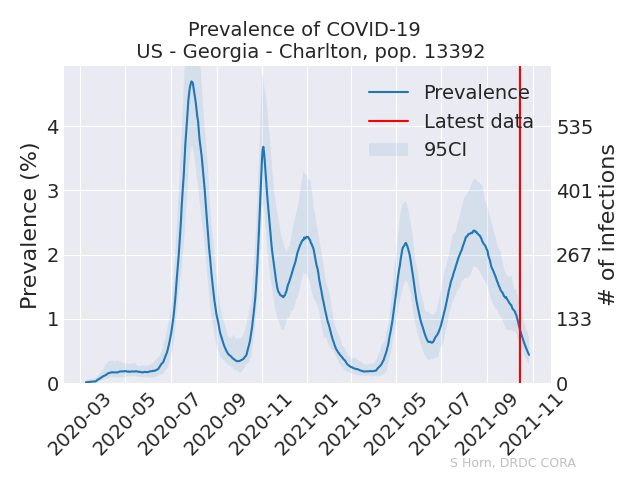 Prevalence of COVID-19
US - Georgia - Charlton, pop. 13392
Prevalence
Latest data
95CI
Prevalence (%)
4
3
2
1
0
535
401
267
133
0
# of infections
2020-03
2020-05
2020-07
2020-09
2020-11
2021-01
2021-03
2021-05
2021-07
2021-09
2021-11
S Horn, DRDC CORA